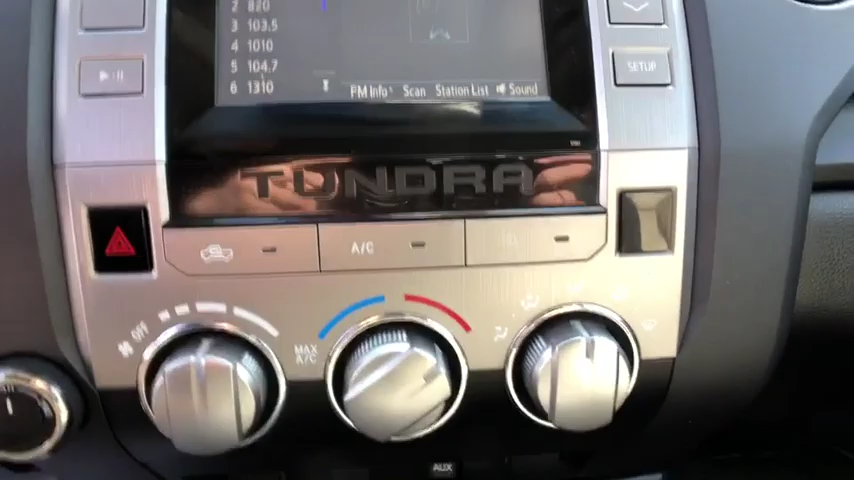 2 820
3 103.5
4 1010
5 104.7
6 1310
FM Info Scan Station List Sound
SETUP
TUNDRA
A/C
OFF
MAX
A/C
AUX